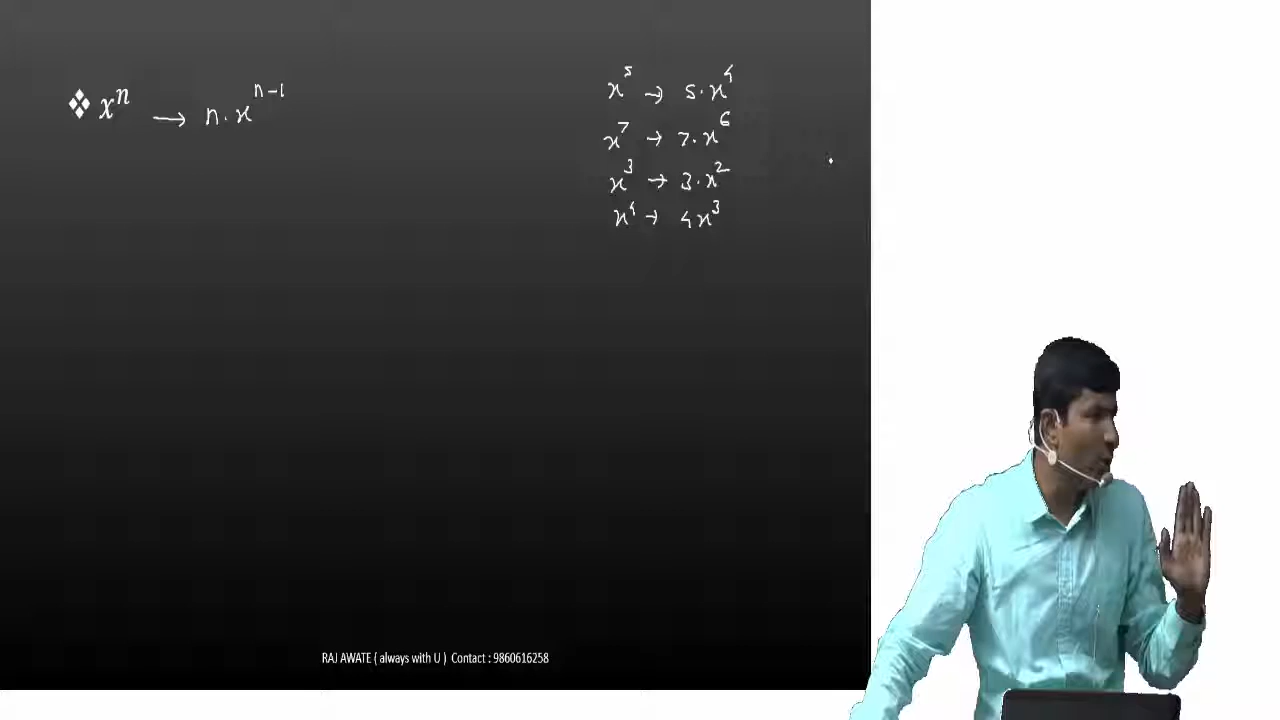 ❖ xⁿ → n·xⁿ⁻¹
x⁵ → 5·x⁴
x⁷ → 7·x⁶
x³ → 3·x²
x⁴ → 4x³
RAJ AWATE ( always with U ) Contact : 9860616258